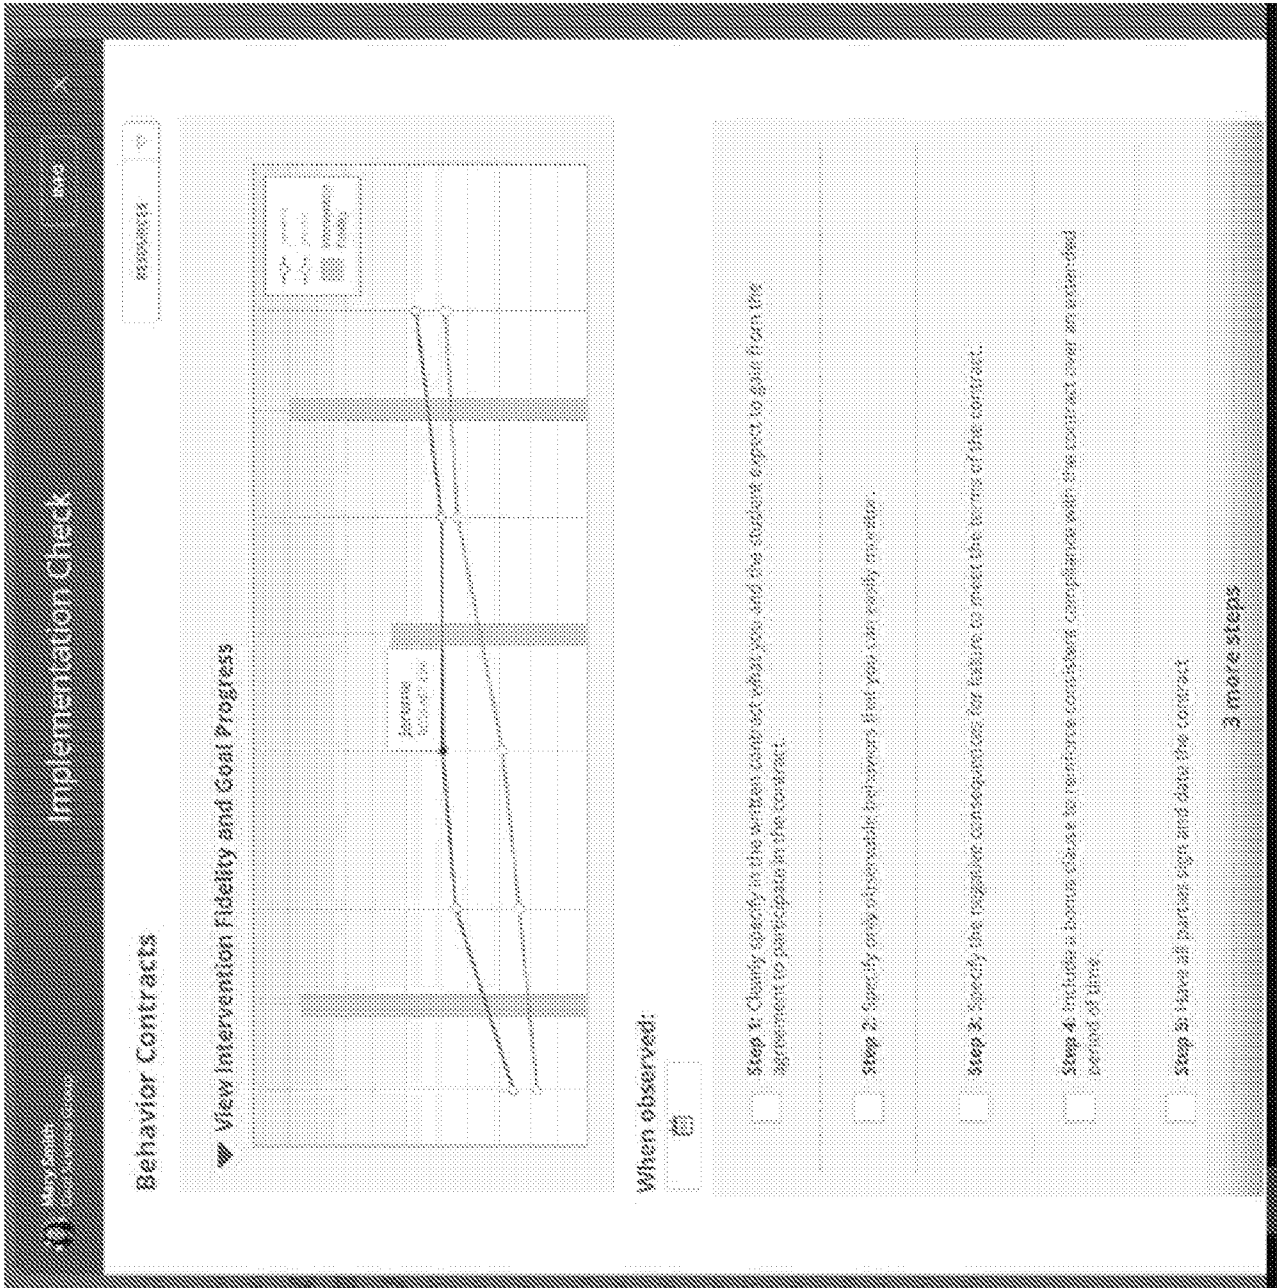 Mary Smith
Implementation Check
Behavior Contracts
RESOURCES
View Intervention Fidelity and Goal Progress
Intervention
Fidelity
When observed:
Step 1: Clearly specify in the written contract what you and the student expect to gain from the
agreement to participate in the contract.
Step 2: Specify only observable behaviors that you can easily monitor.
Step 3: Specify the negative consequences for failure to meet the terms of the contract.
Step 4: Include a bonus clause to reinforce consistent compliance with the contract over an extended
period of time.
Step 5: Have all parties sign and date the contract
3 more steps